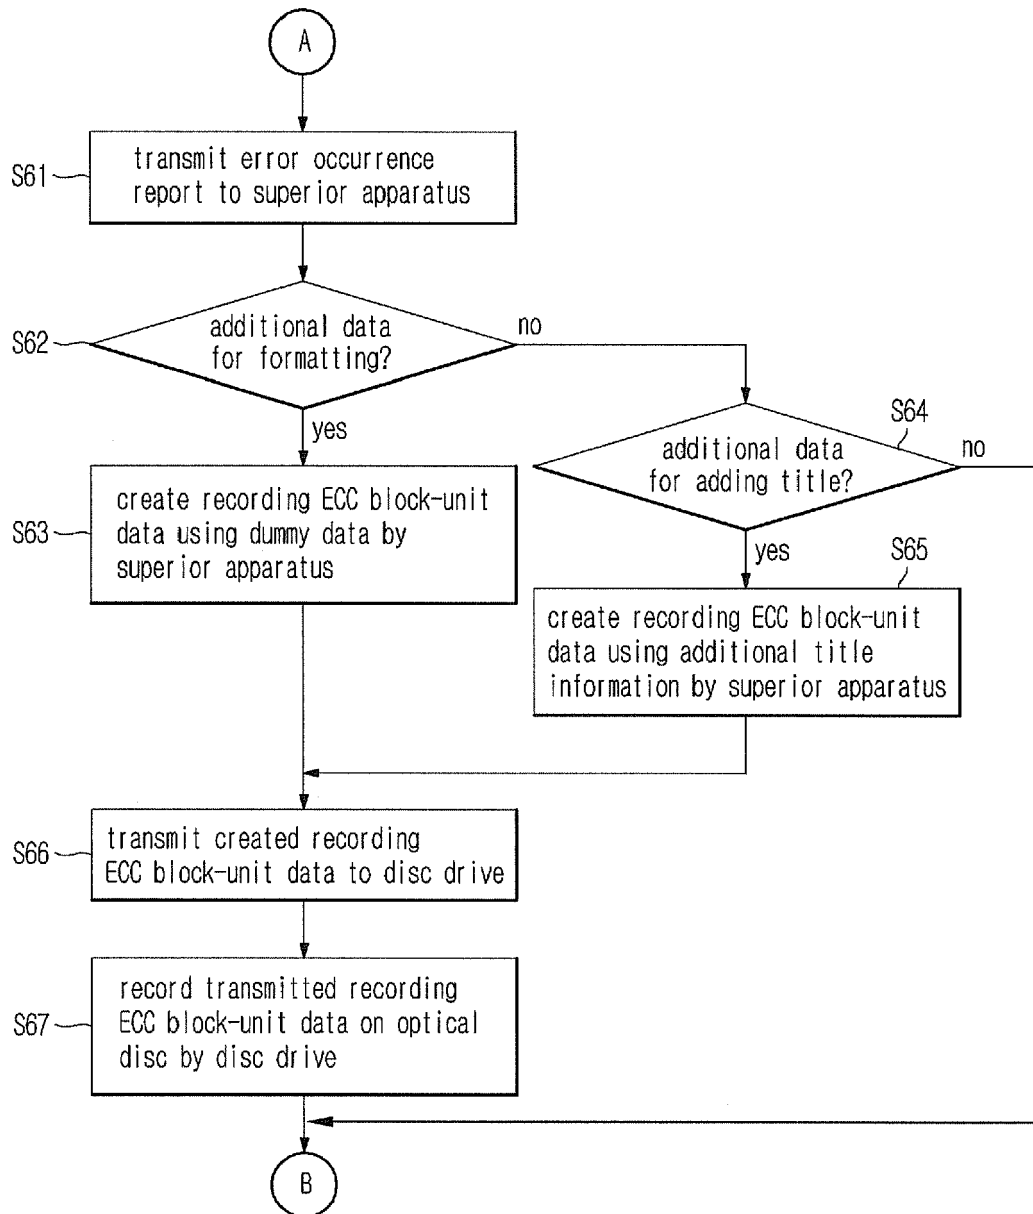 A
S61
transmit error occurrence
report to superior apparatus
S62
additional data
for formatting?
no
yes
S64
additional data
for adding title?
no
yes
S63
create recording ECC block-unit
data using dummy data by
superior apparatus
S65
create recording ECC block-unit
data using additional title
information by superior apparatus
S66
transmit created recording
ECC block-unit data to disc drive
S67
record transmitted recording
ECC block-unit data on optical
disc by disc drive
B